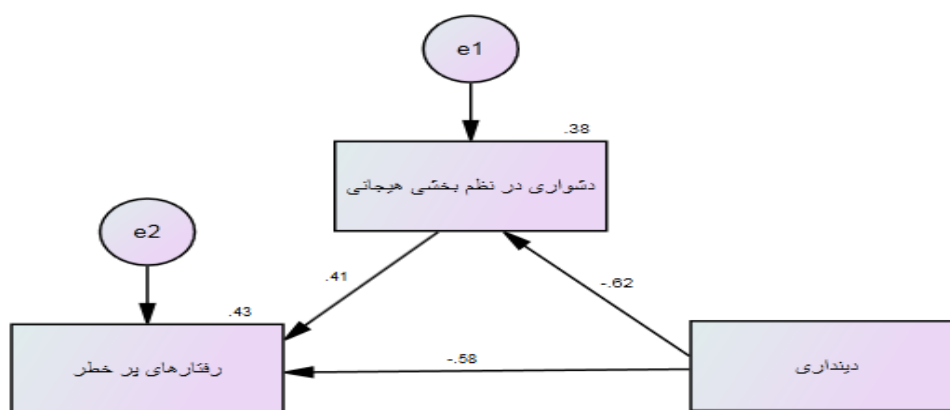 e1
.38
دشواری در نظم بخشی هیجانی
e2
.41
-.62
.43
رفتارهای پر خطر
-.58
دینداری